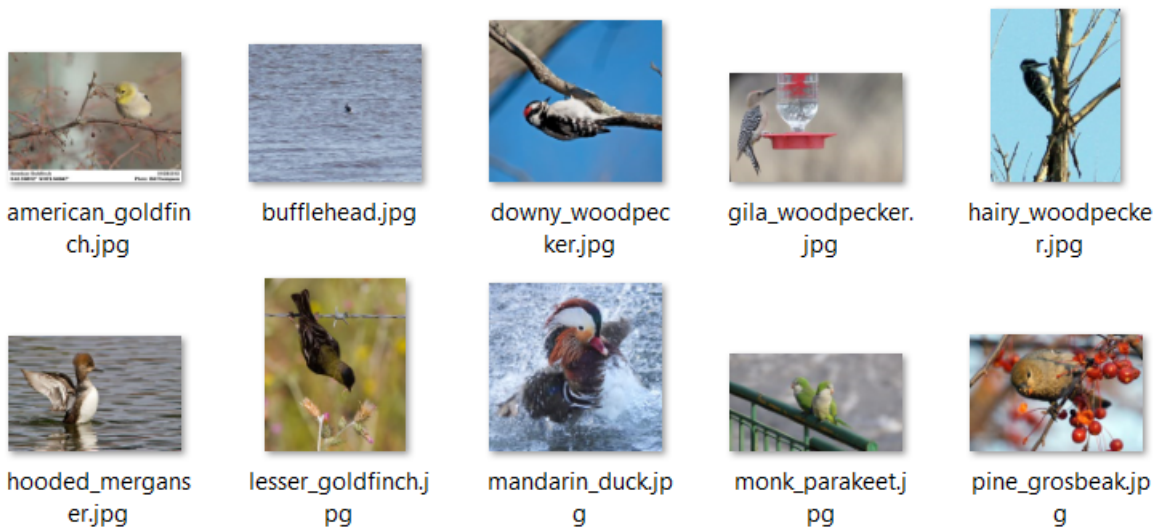 american_goldfin
ch.jpg
bufflehead.jpg
downy_woodpec
ker.jpg
gila_woodpecker.
jpg
hairy_woodpecke
r.jpg
hooded_mergans
er.jpg
lesser_goldfinch.j
pg
mandarin_duck.jp
g
monk_parakeet.j
pg
pine_grosbeak.jp
g